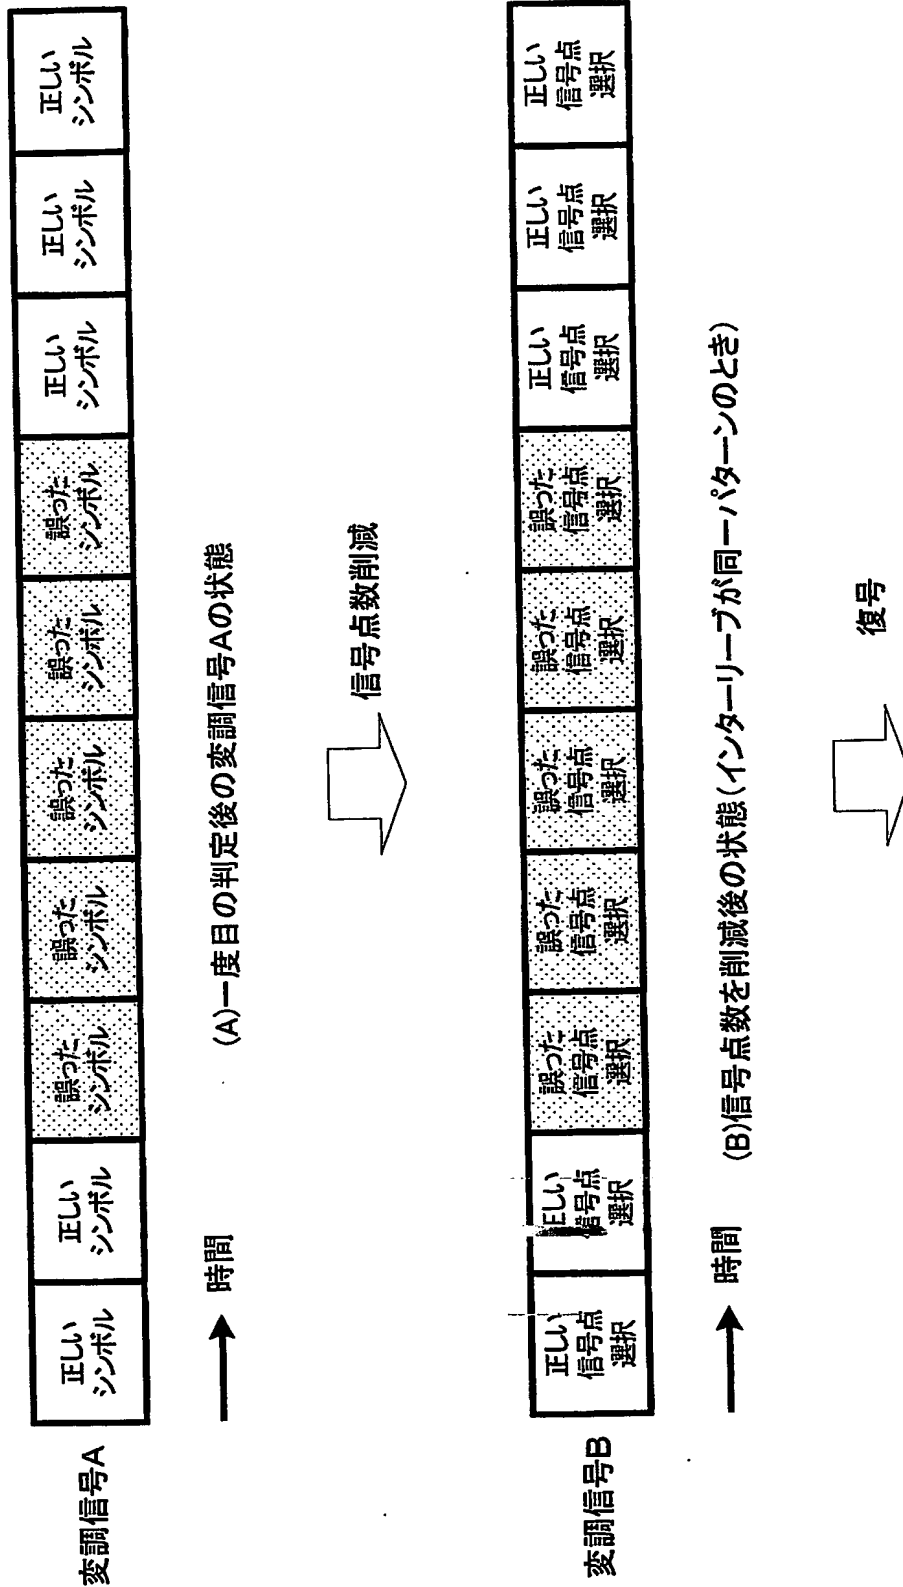 変調信号A
正しい
シンボル
正しい
シンボル
誤った
シンボル
誤った
シンボル
誤った
シンボル
誤った
シンボル
誤った
シンボル
正しい
シンボル
正しい
シンボル
正しい
シンボル
時間
(A)一度目の判定後の変調信号Aの状態
信号点数削減
変調信号B
正しい
信号点
選択
正しい
信号点
選択
誤った
信号点
選択
誤った
信号点
選択
誤った
信号点
選択
誤った
信号点
選択
誤った
信号点
選択
正しい
信号点
選択
正しい
信号点
選択
正しい
信号点
選択
時間
(B)信号点数を削減後の状態(インターリーブが同一パターンのとき)
復号